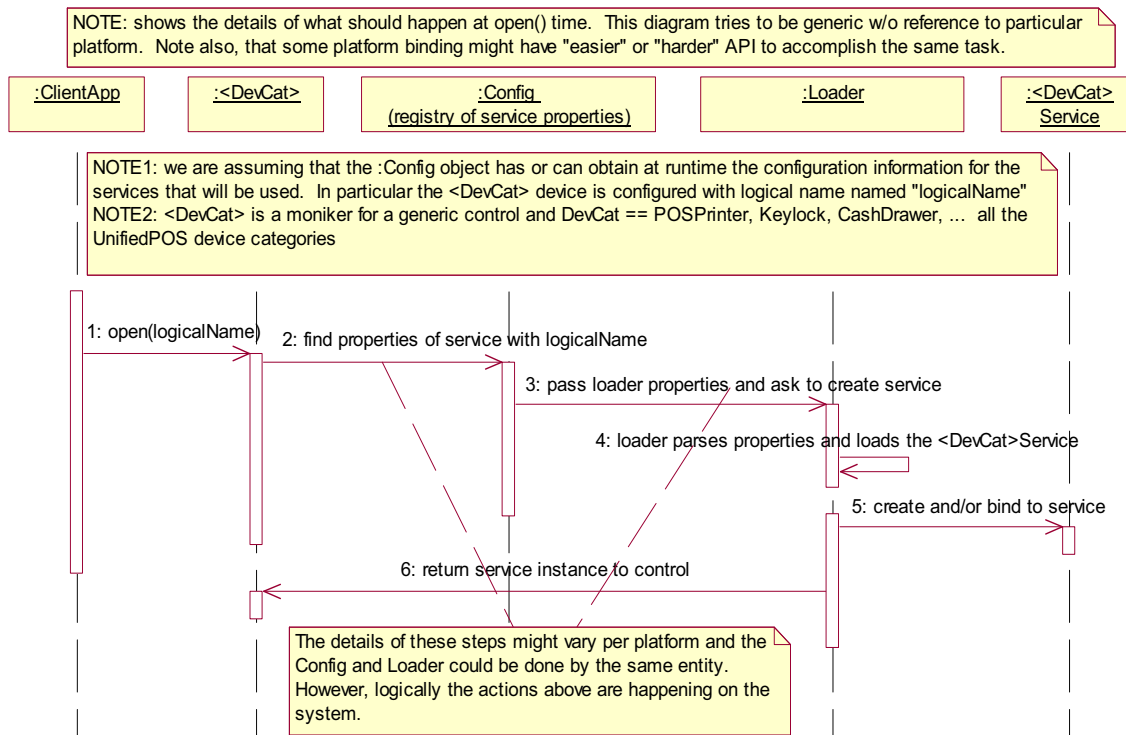 NOTE: shows the details of what should happen at open() time.  This diagram tries to be generic w/o reference to particular
platform.  Note also, that some platform binding might have "easier" or "harder" API to accomplish the same task.
:ClientApp
:<DevCat>
:Config
(registry of service properties)
:Loader
:<DevCat>
Service
NOTE1: we are assuming that the :Config object has or can obtain at runtime the configuration information for the
services that will be used.  In particular the <DevCat> device is configured with logical name named "logicalName"
NOTE2: <DevCat> is a moniker for a generic control and DevCat == POSPrinter, Keylock, CashDrawer, ...  all the
UnifiedPOS device categories
1: open(logicalName)
2: find properties of service with logicalName
3: pass loader properties and ask to create service
4: loader parses properties and loads the <DevCat>Service
5: create and/or bind to service
6: return service instance to control
The details of these steps might vary per platform and the
Config and Loader could be done by the same entity.
However, logically the actions above are happening on the
system.